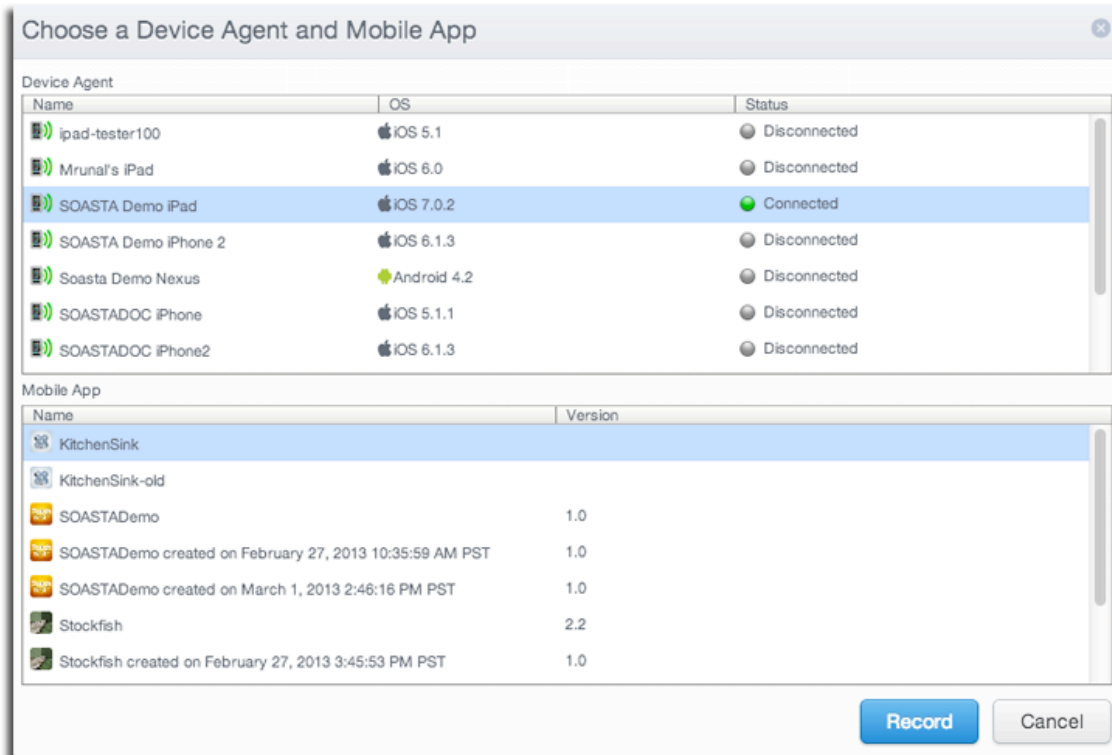 Choose a Device Agent and Mobile App
Device Agent
Name OS Status
ipad-tester100 iOS 5.1 Disconnected
Mrunal's iPad iOS 6.0 Disconnected
SOASTA Demo iPad iOS 7.0.2 Connected
SOASTA Demo iPhone 2 iOS 6.1.3 Disconnected
Soasta Demo Nexus Android 4.2 Disconnected
SOASTADOC iPhone iOS 5.1.1 Disconnected
SOASTADOC iPhone2 iOS 6.1.3 Disconnected
Mobile App
Name Version
KitchenSink
KitchenSink-old
SOASTADemo 1.0
SOASTADemo created on February 27, 2013 10:35:59 AM PST 1.0
SOASTADemo created on March 1, 2013 2:46:16 PM PST 1.0
Stockfish 2.2
Stockfish created on February 27, 2013 3:45:53 PM PST 1.0
Record Cancel